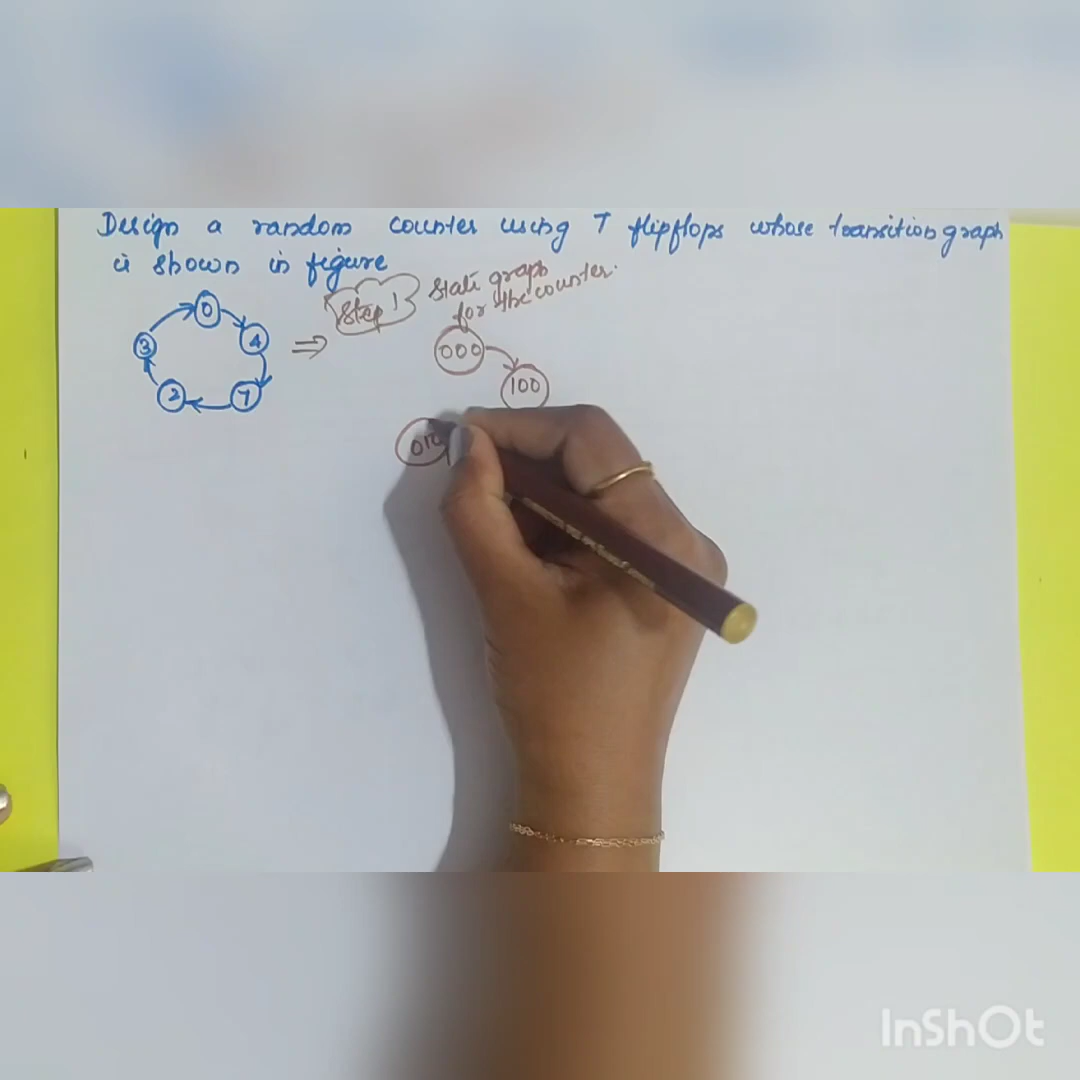 Design a random counter using T flipflops whose transition graph
is shown in figure
Step 1
State graph
for the counter.
0
4
7
2
3
⇒
000
100
InShOt